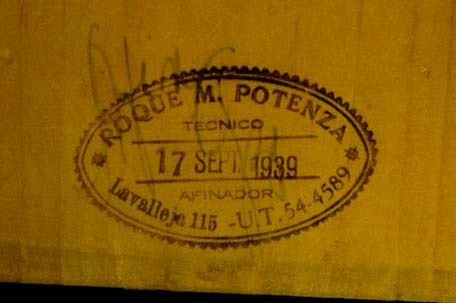 ROQUE M. POTENZA
TECNICO
17 SEPT. 1939
AFINADOR
Lavalleja 115 - U.T. 54-4589